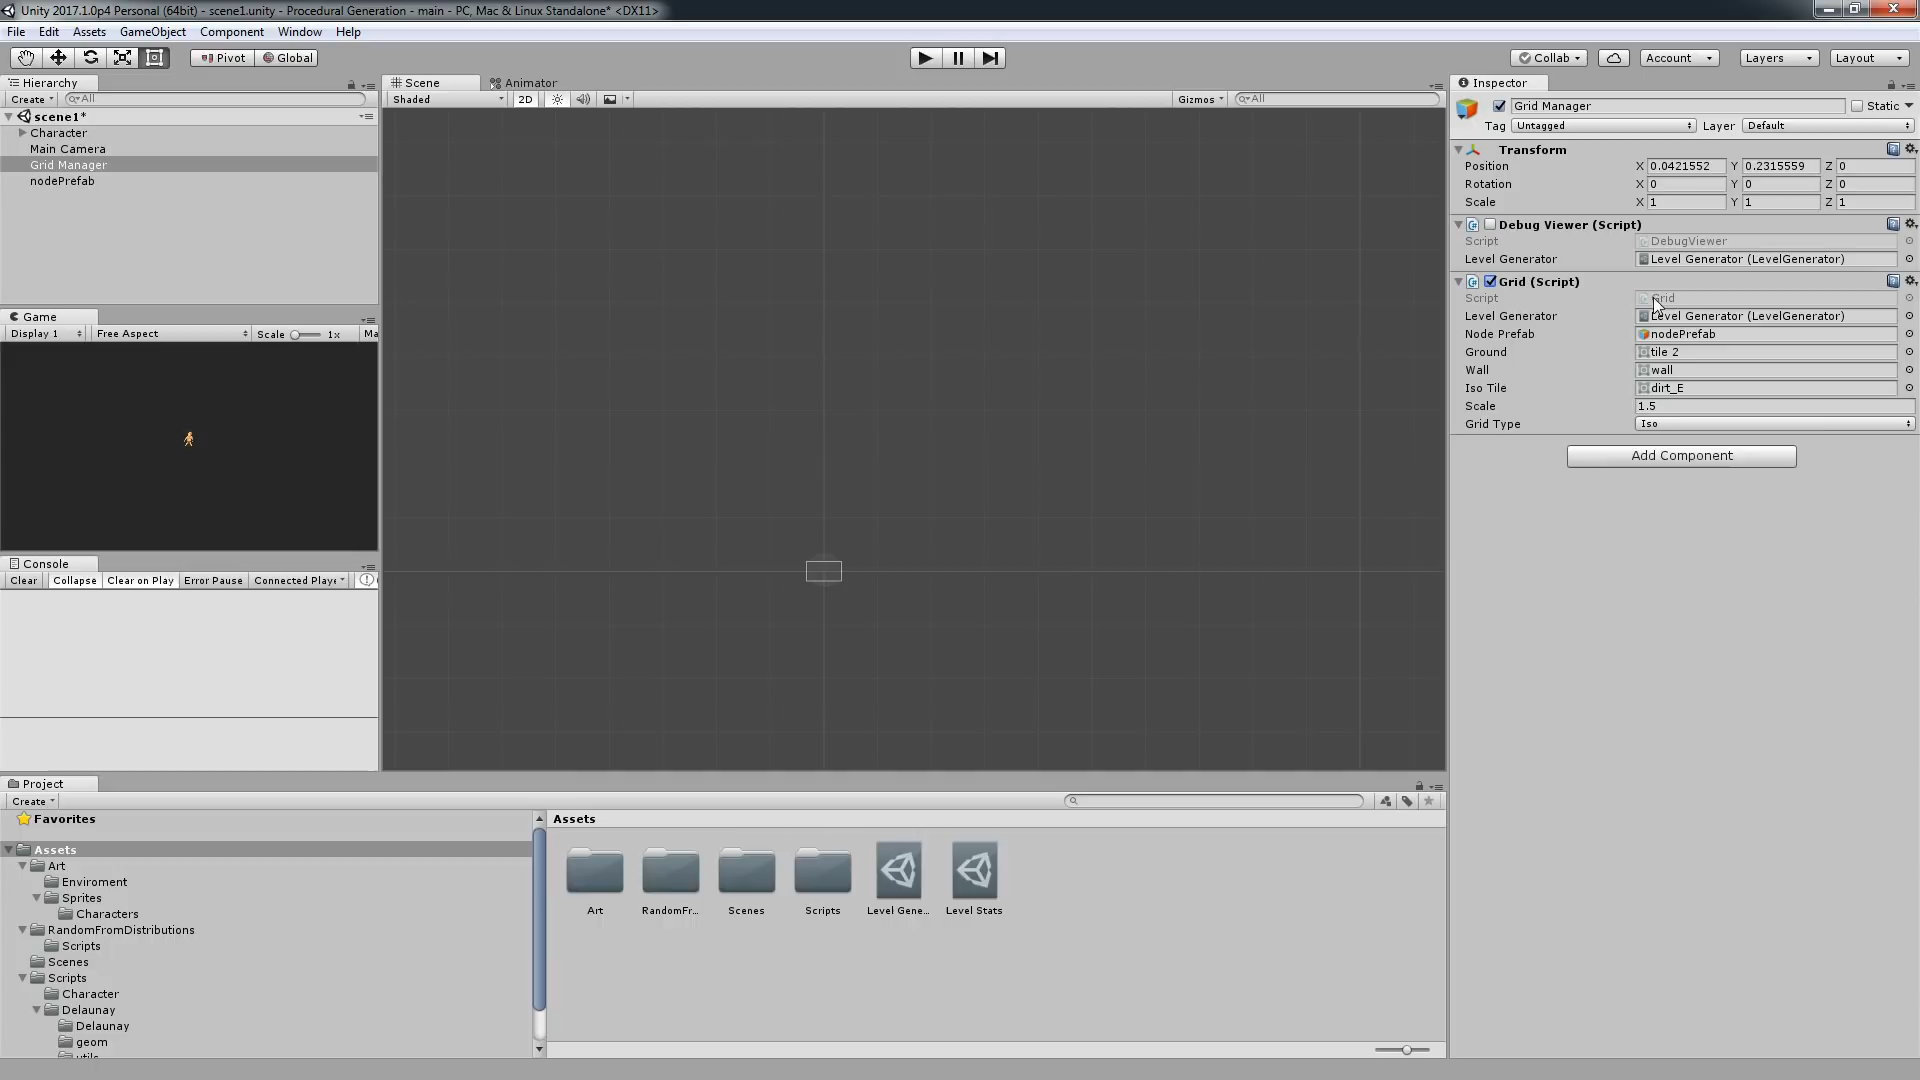 Unity 2017.1.0p4 Personal (64bit) - scene1.unity - Procedural Generation - main - PC, Mac & Linux Standalone* <DX11>
File Edit Assets GameObject Component Window Help
Pivot Global Collab Account Layers Layout
Hierarchy
Create All
scene1*
Character
Main Camera
Grid Manager
nodePrefab
Game
Display 1 Free Aspect Scale 1x Ma
Console
Clear Collapse Clear on Play Error Pause Connected Playe
Scene Animator
Shaded 2D Gizmos All
Inspector
Grid Manager Static
Tag Untagged Layer Default
Transform
Position X 0.0421552 Y 0.2315559 Z 0
Rotation X 0 Y 0 Z 0
Scale X 1 Y 1 Z 1
Debug Viewer (Script)
Script DebugViewer
Level Generator Level Generator (LevelGenerator)
Grid (Script)
Script Grid
Level Generator Level Generator (LevelGenerator)
Node Prefab nodePrefab
Ground tile 2
Wall wall
Iso Tile dirt_E
Scale 1.5
Grid Type Iso
Add Component
Project
Create
Favorites
Assets
Art
Enviroment
Sprites
Characters
RandomFromDistributions
Scripts
Scenes
Scripts
Character
Delaunay
Delaunay
geom
utils
Assets
Art RandomFr... Scenes Scripts Level Gene... Level Stats